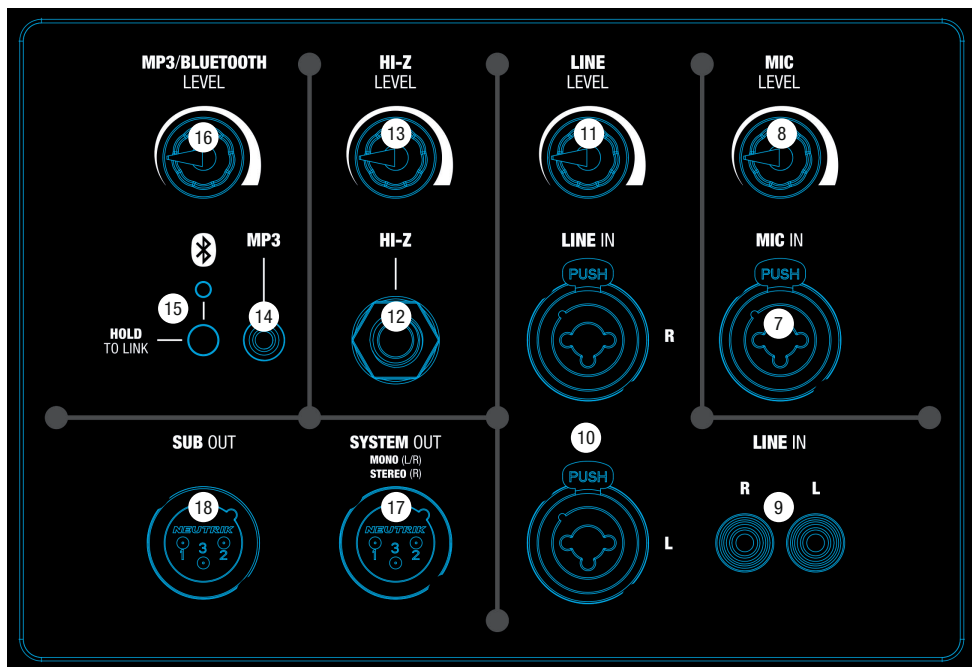 MP3/BLUETOOTH
LEVEL
16
HI-Z
LEVEL
13
LINE
LEVEL
11
MIC
LEVEL
8
15
HOLD
TO LINK
MP3
14
HI-Z
12
LINE IN
PUSH
R
MIC IN
PUSH
7
SUB OUT
18
NEUTRIK
1 3 2
SYSTEM OUT
MONO (L/R)
STEREO (R)
17
NEUTRIK
1 3 2
10
PUSH
L
LINE IN
R L
9